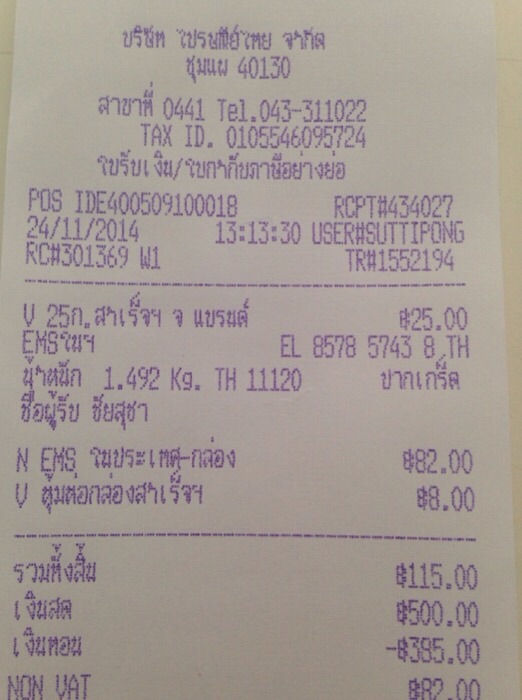 บริษัท ไปรษณีย์ไทย จำกัด
ชุมแพ 40130
สาขาที่ 0441 Tel.043-311022
TAX ID. 0105546095724
ใบรับเงิน/ใบกำกับภาษีอย่างย่อ
POS IDE400509100018 RCPT#434027
24/11/2014 13:13:30 USER#SUTTIPONG
RC#301369 W1 TR#1552194
V 25ก.สำเร็จฯ จ แบรนด์ ฿25.00
EMSในฯ EL 8578 5743 8 TH
น้ำหนัก 1.492 Kg. TH 11120 ปากเกร็ด
ชื่อผู้รับ ชัยสุชา
N EMS ในประเทศ-กล่อง ฿82.00
V หุ้มห่อกล่องสำเร็จฯ ฿8.00
รวมทั้งสิ้น ฿115.00
เงินสด ฿500.00
เงินทอน -฿385.00
NON VAT ฿82.00